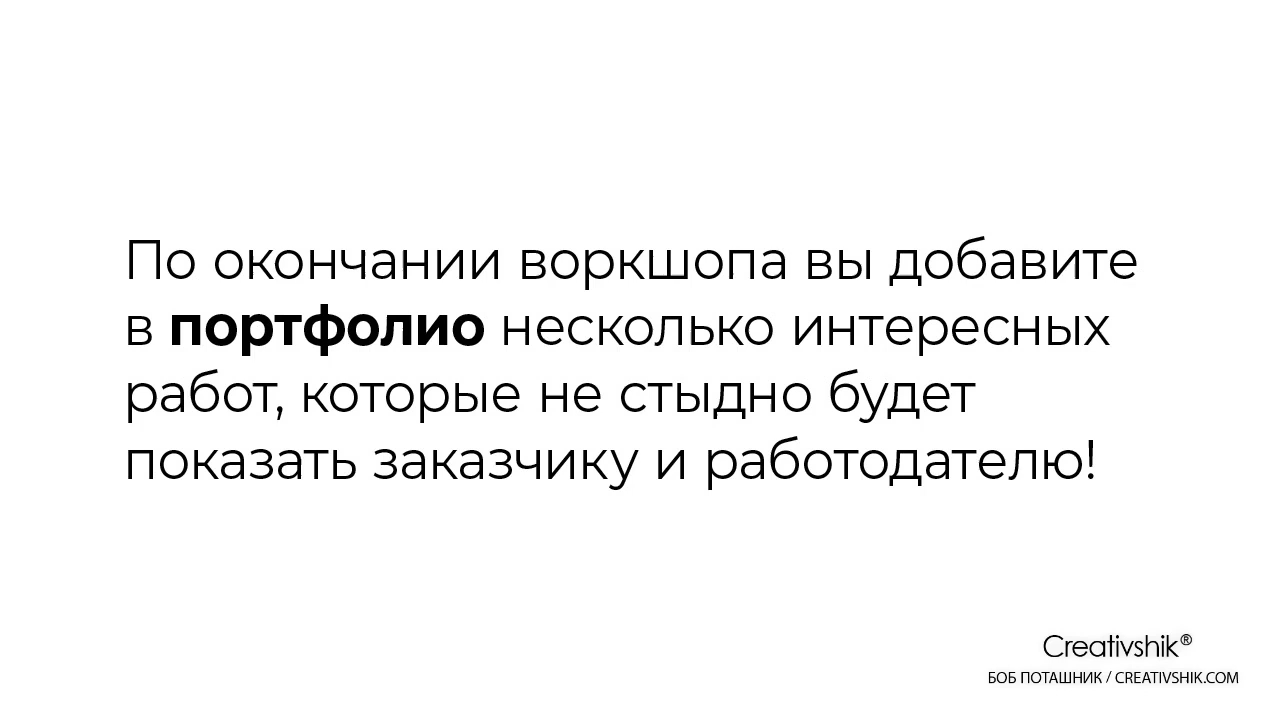 По окончании воркшопа вы добавите
в портфолио несколько интересных
работ, которые не стыдно будет
показать заказчику и работодателю!
Creativshik®
БОБ ПОТАШНИК / CREATIVSHIK.COM